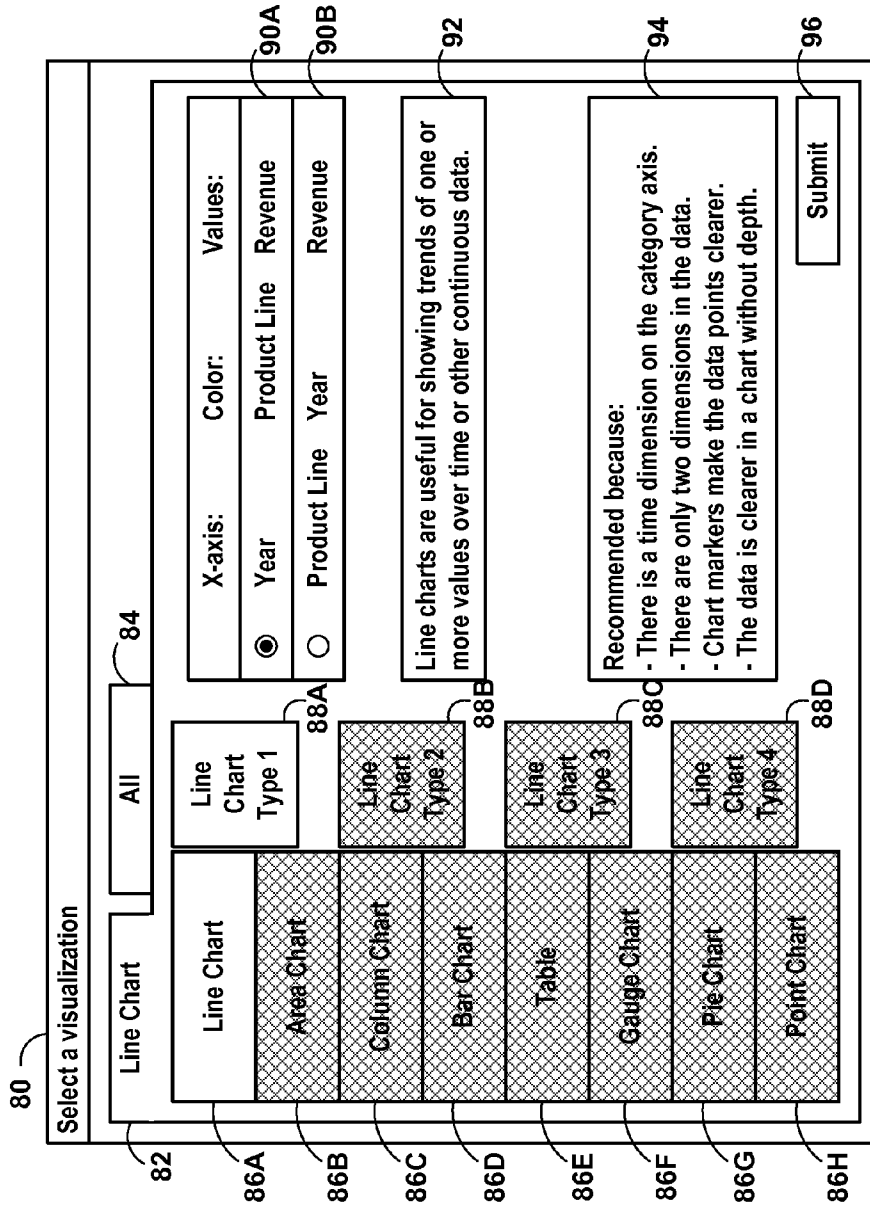 80
Select a visualization
82
Line Chart
All
84
86A
Line Chart
86B
Area Chart
86C
Column Chart
86D
Bar Chart
86E
Table
86F
Gauge Chart
86G
Pie Chart
86H
Point Chart
Line
Chart
Type 1
88A
Line
Chart
Type 2
88B
Line
Chart
Type 3
88C
Line
Chart
Type 4
88D
X-axis: Color: Values:
Year Product Line Revenue
90A
Product Line Year Revenue
90B
Line charts are useful for showing trends of one or
more values over time or other continuous data.
92
Recommended because:
- There is a time dimension on the category axis.
- There are only two dimensions in the data.
- Chart markers make the data points clearer.
- The data is clearer in a chart without depth.
94
Submit
96